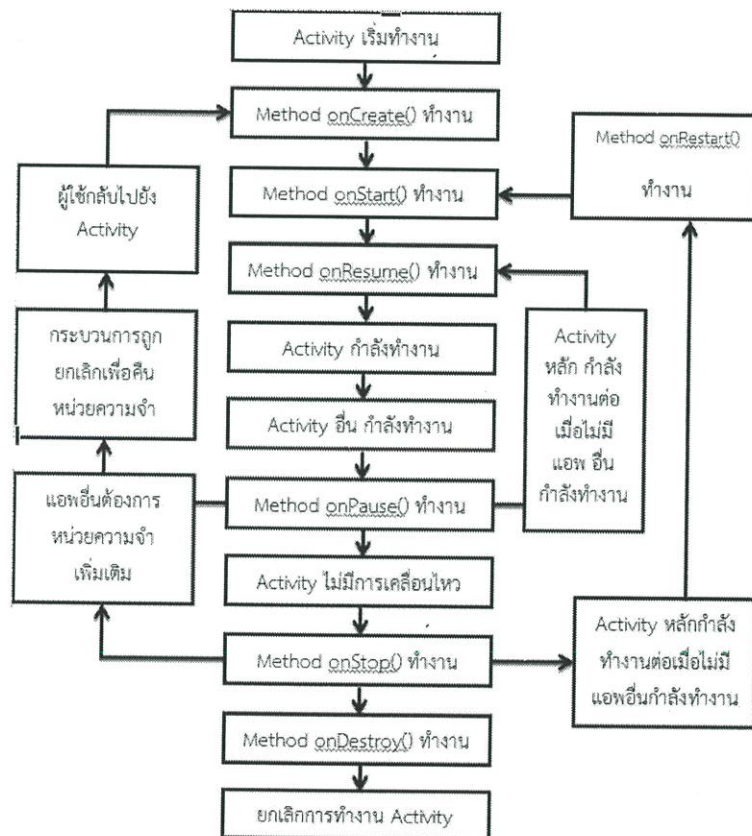 Activity เริ่มทำงาน
Method onCreate() ทำงาน
Method onRestart()
ทำงาน
ผู้ใช้กลับไปยัง
Activity
Method onStart() ทำงาน
Method onResume() ทำงาน
กระบวนการถูก
ยกเลิกเพื่อคืน
หน่วยความจำ
Activity กำลังทำงาน
Activity
หลัก กำลัง
ทำงานต่อ
เมื่อไม่มี
แอพ อื่น
กำลังทำงาน
Activity อื่น กำลังทำงาน
แอพอื่นต้องการ
หน่วยความจำ
เพิ่มเติม
Method onPause() ทำงาน
Activity ไม่มีการเคลื่อนไหว
Method onStop() ทำงาน
Activity หลักกำลัง
ทำงานต่อเมื่อไม่มี
แอพอื่นกำลังทำงาน
Method onDestroy() ทำงาน
ยกเลิกการทำงาน Activity